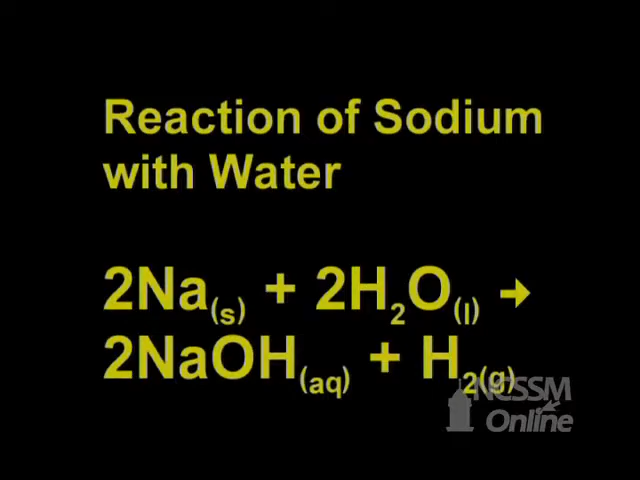 Reaction of Sodium
with Water
2Na(s) + 2H2O(l) →
2NaOH(aq) + H2(g)
NCSSM
Online